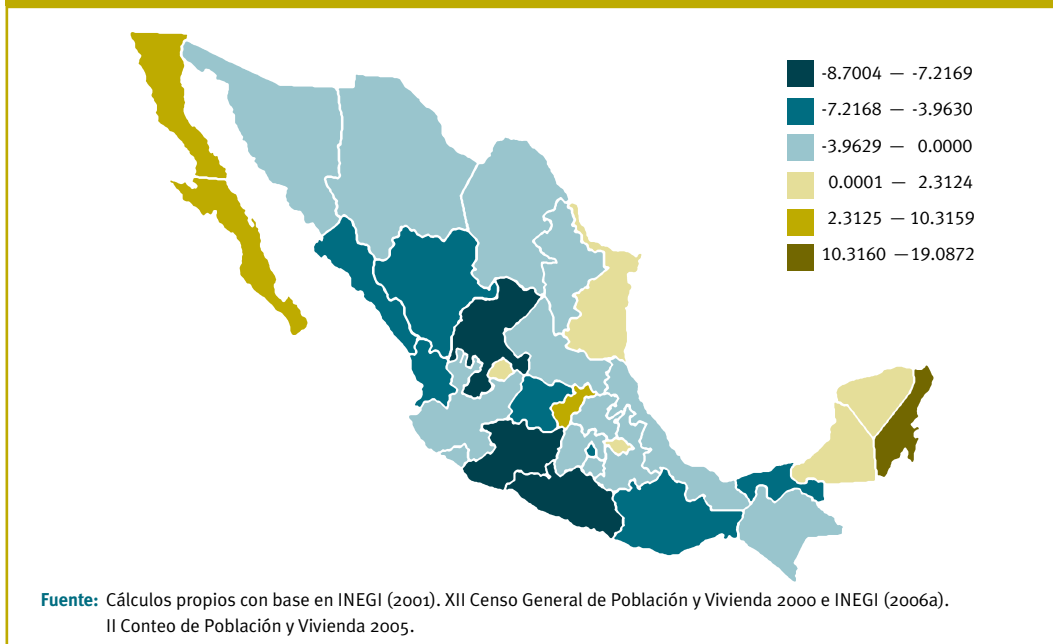 -8.7004 — -7.2169
-7.2168 — -3.9630
-3.9629 — 0.0000
0.0001 — 2.3124
2.3125 — 10.3159
10.3160 —19.0872
Fuente: Cálculos propios con base en INEGI (2001). XII Censo General de Población y Vivienda 2000 e INEGI (2006a).
II Conteo de Población y Vivienda 2005.